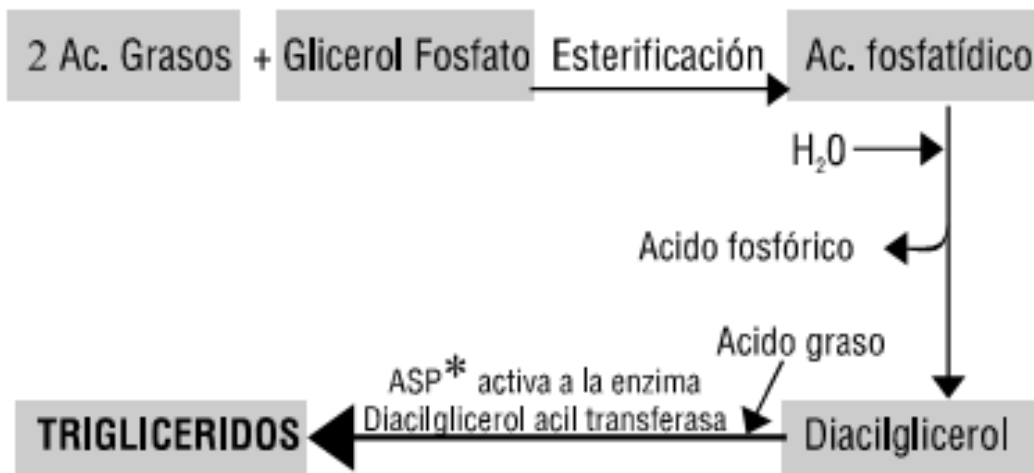 2 Ac. Grasos + Glicerol Fosfato Esterificación Ac. fosfatídico
H₂0
Acido fosfórico
Acido graso
ASP* activa a la enzima
Diacilglicerol acil transferasa
TRIGLICERIDOS
Diacilglicerol